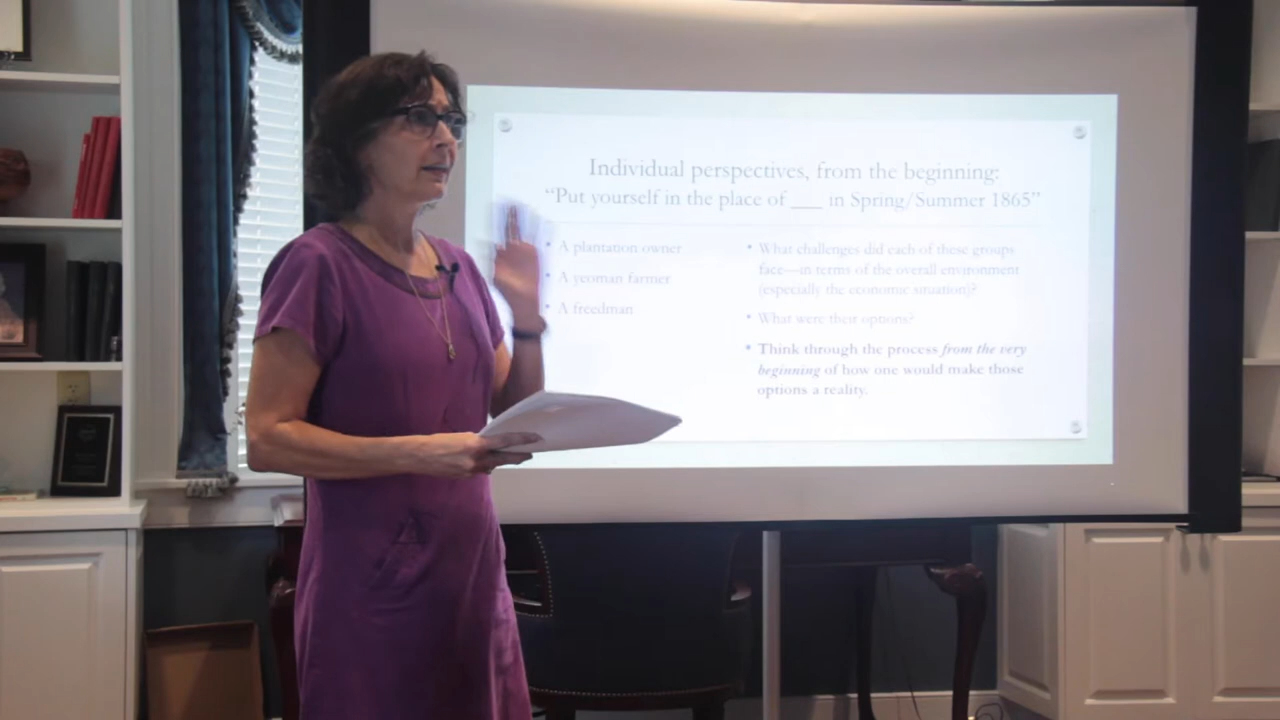 Individual perspectives, from the beginning:
“Put yourself in the place of ___ in Spring/Summer 1865”
• A plantation owner
• A yeoman farmer
• A freedman
• What challenges did each of these groups
face—in terms of the overall environment
(especially the economic situation)?
• What were their options?
• Think through the process from the very
beginning of how one would make those
options a reality.